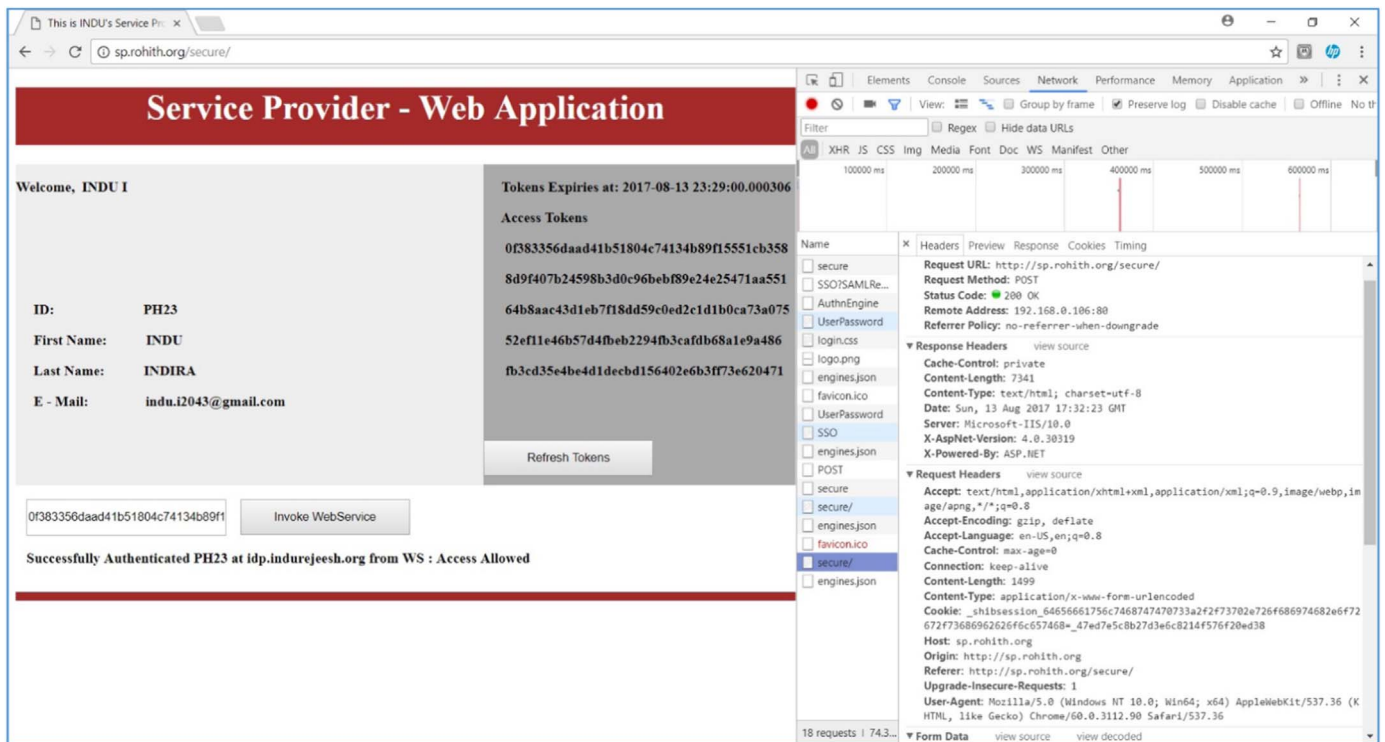 This is INDU's Service Pr
sp.rohith.org/secure/
Service Provider - Web Application
Welcome, INDU I
ID: PH23
First Name: INDU
Last Name: INDIRA
E - Mail: indu.i2043@gmail.com
Tokens Expiries at: 2017-08-13 23:29:00.000306
Access Tokens
0f383356daad41b51804c74134b89f15551cb358
8d9f407b24598b3d0c96bebf89e24e25471aa551
64b8aac43d1eb7f18dd59c0ed2c1d1b0ca73a075
52ef11e46b57d4fbeb2294fb3cafdb68a1e9a486
fb3cd35e4be4d1decbd156402e6b3ff73e620471
Refresh Tokens
0f383356daad41b51804c74134b89f1
Invoke WebService
Successfully Authenticated PH23 at idp.indurejeesh.org from WS : Access Allowed
Elements Console Sources Network Performance Memory Application »
View: Group by frame Preserve log Disable cache Offline No th
Filter Regex Hide data URLs
All XHR JS CSS Img Media Font Doc WS Manifest Other
100000 ms 200000 ms 300000 ms 400000 ms 500000 ms 600000 ms
Name
secure
SSO?SAMLRe...
AuthnEngine
UserPassword
login.css
logo.png
engines.json
favicon.ico
UserPassword
SSO
engines.json
POST
secure
secure/
engines.json
favicon.ico
secure/
engines.json
18 requests | 74.3...
× Headers Preview Response Cookies Timing
Request URL: http://sp.rohith.org/secure/
Request Method: POST
Status Code: 200 OK
Remote Address: 192.168.0.106:80
Referrer Policy: no-referrer-when-downgrade
Response Headers view source
Cache-Control: private
Content-Length: 7341
Content-Type: text/html; charset=utf-8
Date: Sun, 13 Aug 2017 17:32:23 GMT
Server: Microsoft-IIS/10.0
X-AspNet-Version: 4.0.30319
X-Powered-By: ASP.NET
Request Headers view source
Accept: text/html,application/xhtml+xml,application/xml;q=0.9,image/webp,im
age/apng,*/*;q=0.8
Accept-Encoding: gzip, deflate
Accept-Language: en-US,en;q=0.8
Cache-Control: max-age=0
Connection: keep-alive
Content-Length: 1499
Content-Type: application/x-www-form-urlencoded
Cookie: _shibsession_64656661756c7468747470733a2f2f73702e726f686974682e6f72
672f73686962626f6c657468=_47ed7e5c8b27d3e6c8214f576f20ed38
Host: sp.rohith.org
Origin: http://sp.rohith.org
Referer: http://sp.rohith.org/secure/
Upgrade-Insecure-Requests: 1
User-Agent: Mozilla/5.0 (Windows NT 10.0; Win64; x64) AppleWebKit/537.36 (K
HTML, like Gecko) Chrome/60.0.3112.90 Safari/537.36
Form Data view source view decoded